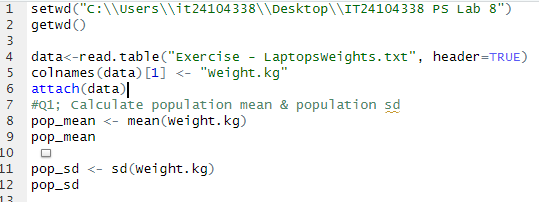 1 setwd("C:\\Users\\it24104338\\Desktop\\IT24104338 PS Lab 8")
2 getwd()
3
4 data<-read.table("Exercise - LaptopsWeights.txt", header=TRUE)
5 colnames(data)[1] <- "Weight.kg"
6 attach(data)
7 #Q1; Calculate population mean & population sd
8 pop_mean <- mean(Weight.kg)
9 pop_mean
10
11 pop_sd <- sd(Weight.kg)
12 pop_sd
13